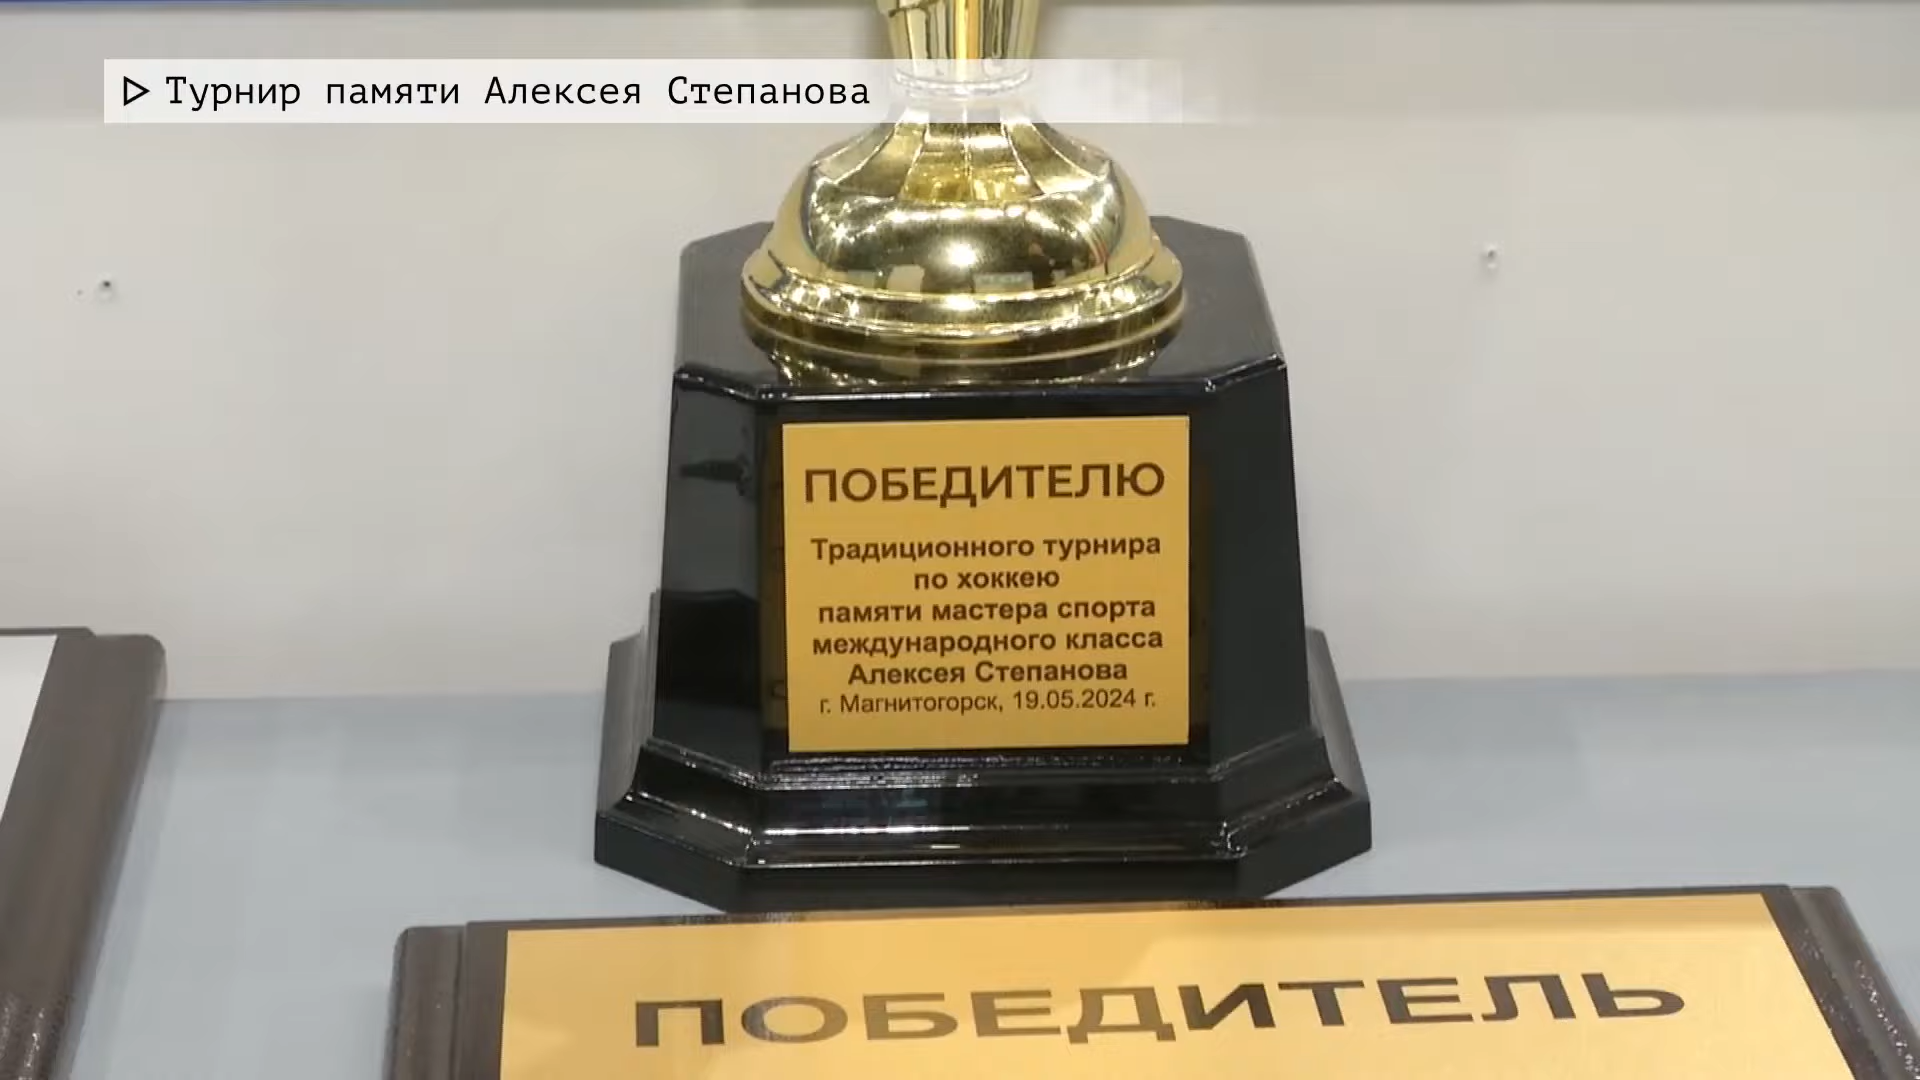 Турнир памяти Алексея Степанова
ПОБЕДИТЕЛЮ
Традиционного турнира
по хоккею
памяти мастера спорта
международного класса
Алексея Степанова
г. Магнитогорск, 19.05.2024 г.
ПОБЕДИТЕЛЬ